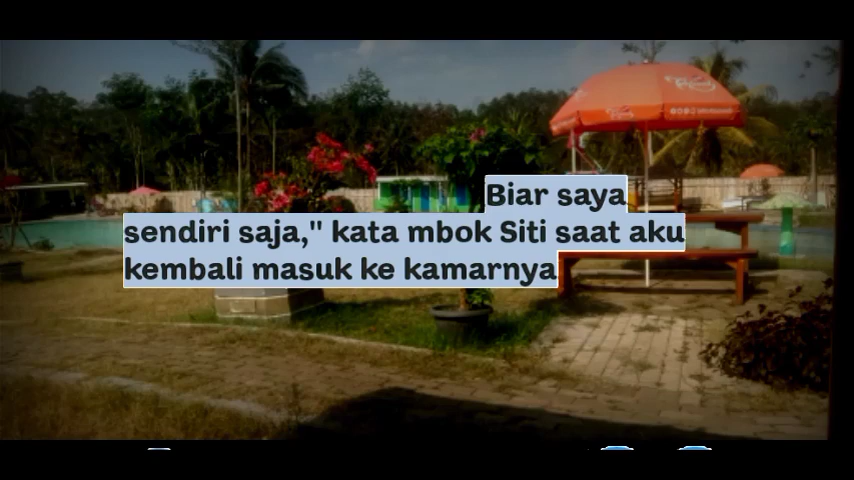 Biar saya
sendiri saja," kata mbok Siti saat aku
kembali masuk ke kamarnya